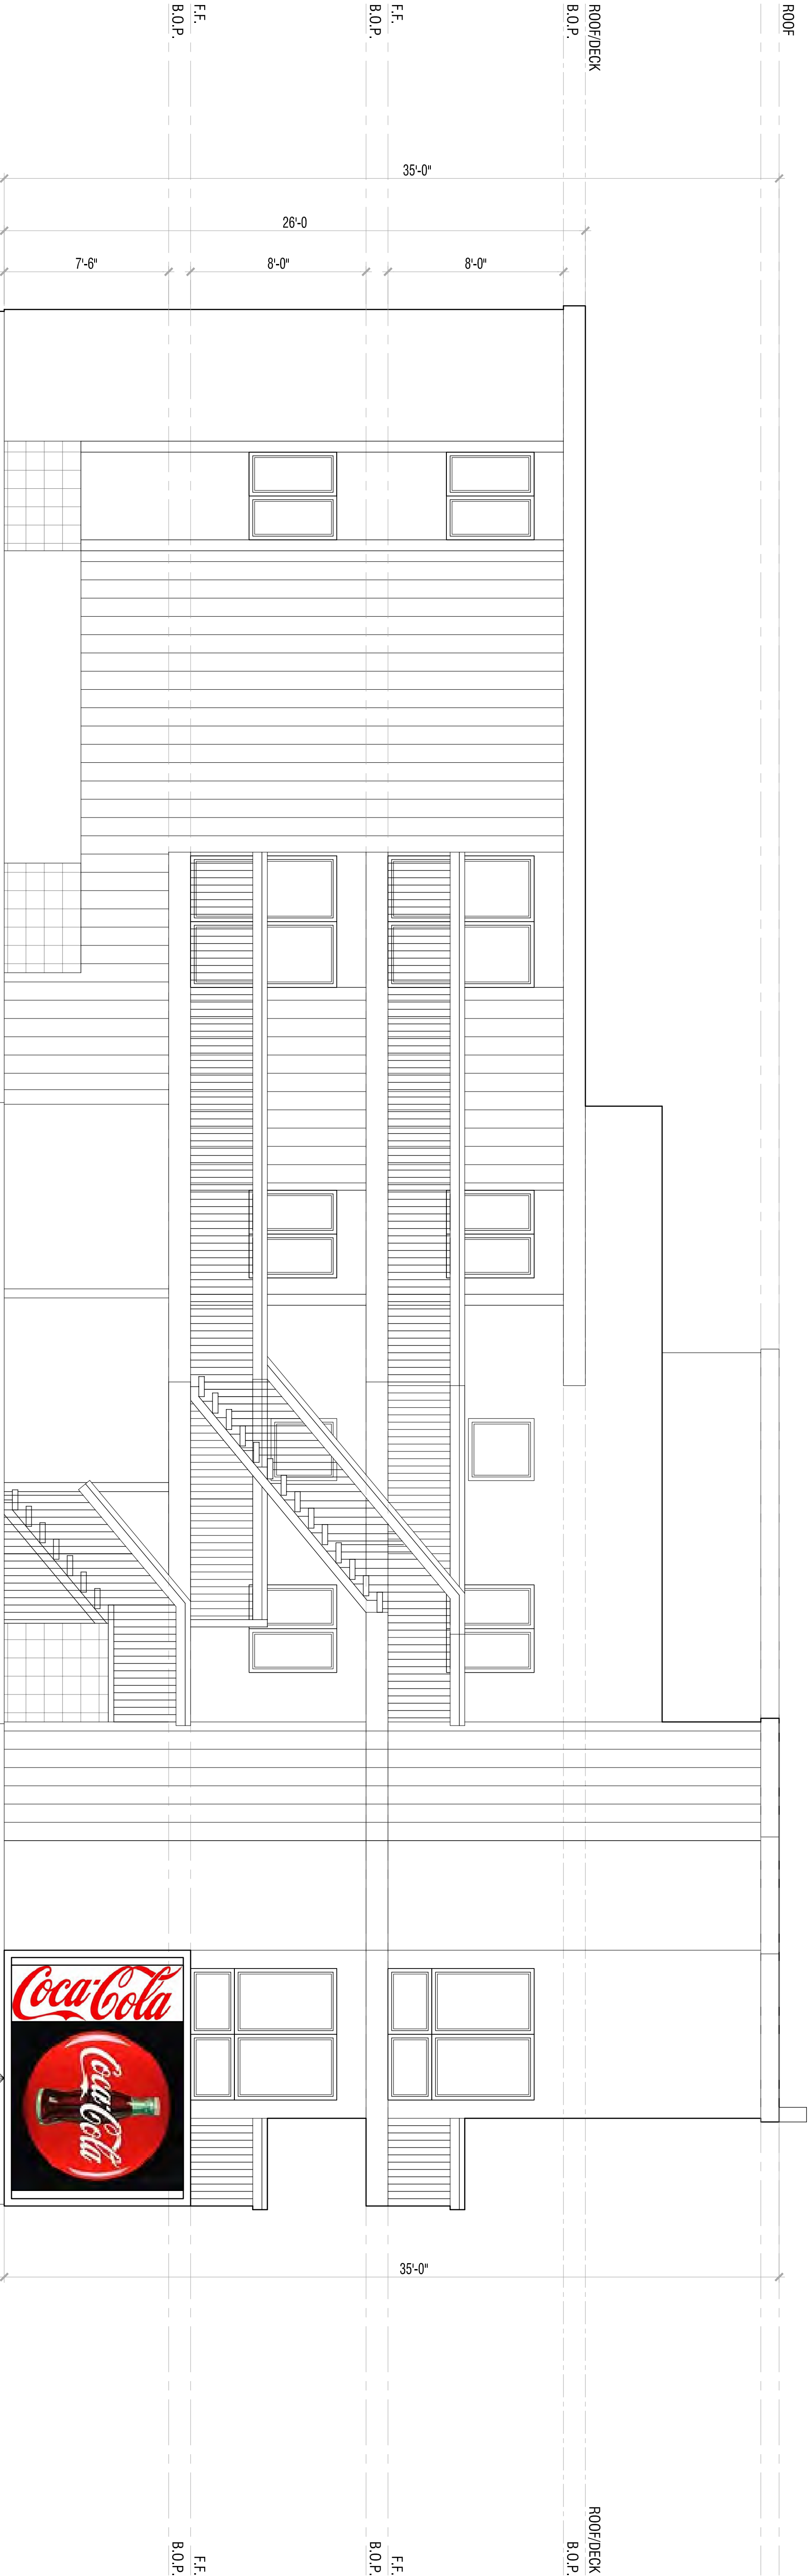 B.O.P.
F.F.
B.O.P.
F.F.
B.O.P.
ROOF/DECK
ROOF
35'-0"
26'-0
7'-6"
8'-0"
8'-0"
Coca-Cola
Coca-Cola
35'-0"
B.O.P.
F.F.
B.O.P.
F.F.
B.O.P.
ROOF/DECK